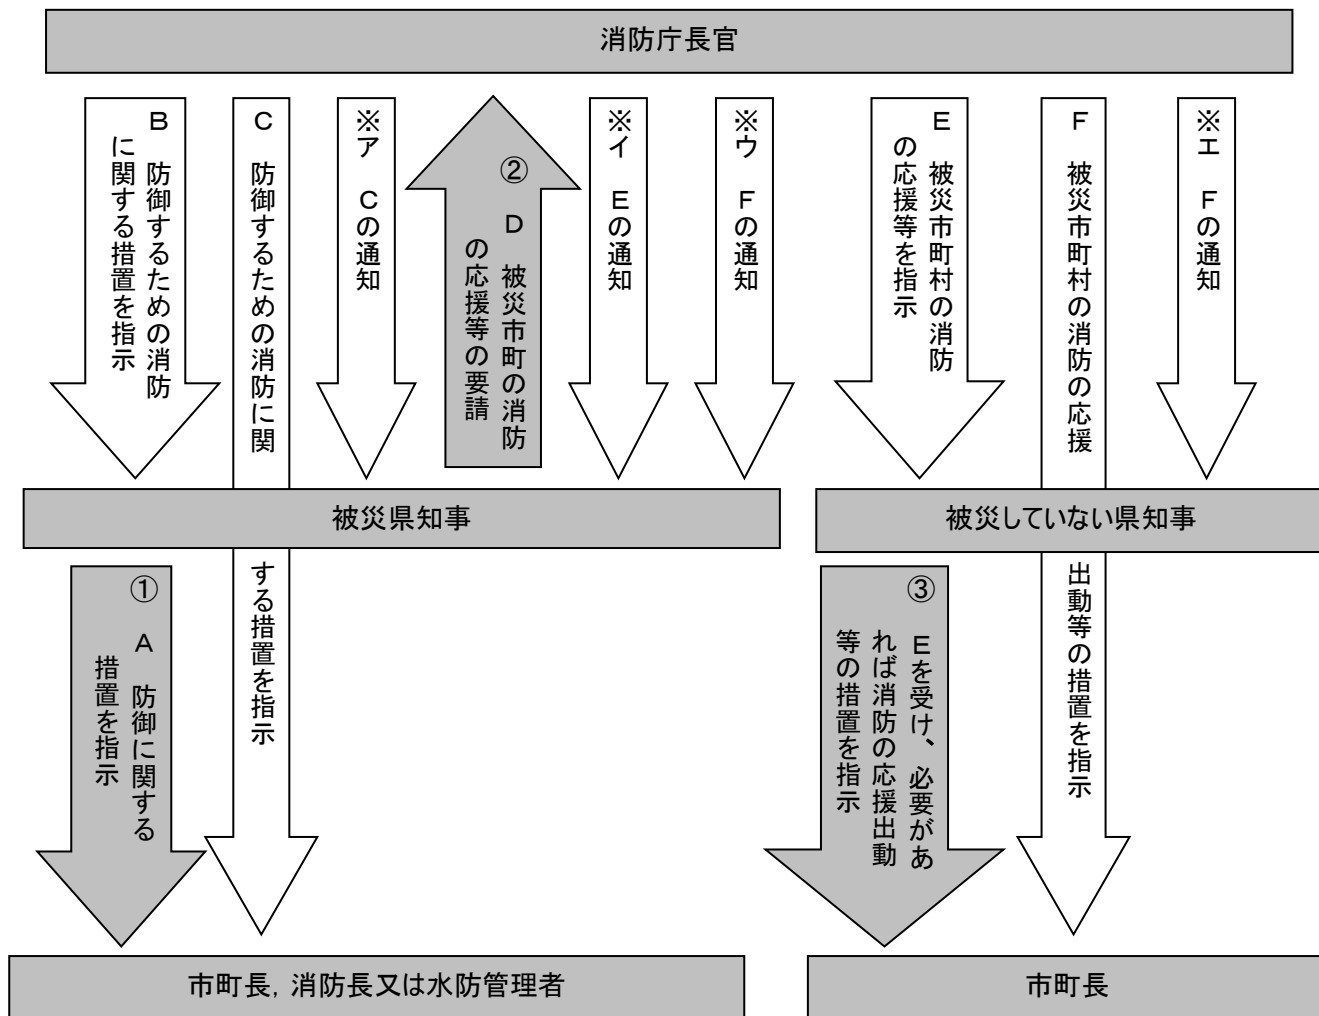 消防庁長官
B 防御するための消防
に関する措置を指示
C 防御するための消防に関
する措置を指示
※ア Cの通知
② D 被災市町の消防
の応援等の要請
※イ Eの通知
※ウ Fの通知
E 被災市町村の消防
の応援等を指示
F 被災市町村の消防の応援
出動等の措置を指示
※エ Fの通知
被災県知事
被災していない県知事
① A 防御に関する
措置を指示
③ Eを受け、必要があ
れば消防の応援出動
等の措置を指示
市町長，消防長又は水防管理者
市町長